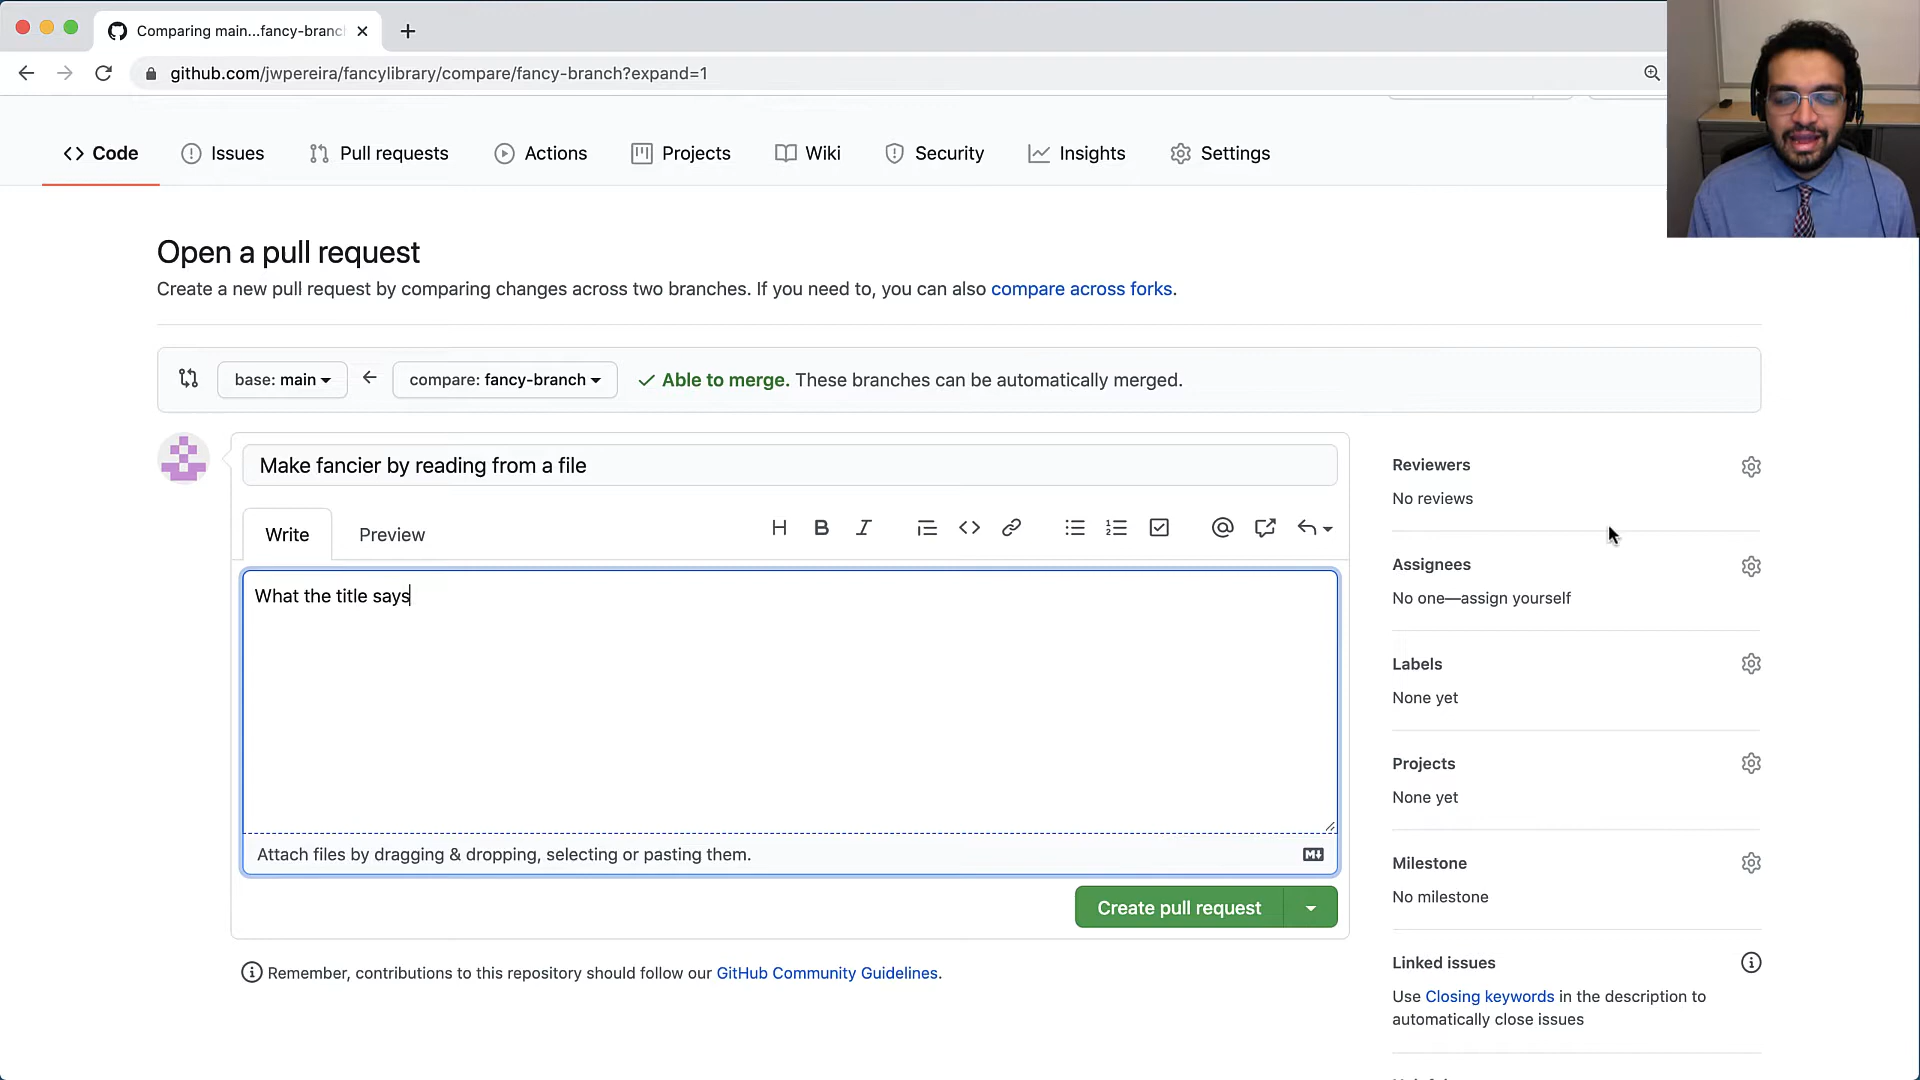 Comparing main...fancy-branc
github.com/jwpereira/fancylibrary/compare/fancy-branch?expand=1
Code
Issues
Pull requests
Actions
Projects
Wiki
Security
Insights
Settings
Open a pull request
Create a new pull request by comparing changes across two branches. If you need to, you can also compare across forks.
base: main
compare: fancy-branch
Able to merge. These branches can be automatically merged.
Make fancier by reading from a file
Write
Preview
What the title says
Attach files by dragging & dropping, selecting or pasting them.
Create pull request
Remember, contributions to this repository should follow our GitHub Community Guidelines.
Reviewers
No reviews
Assignees
No one—assign yourself
Labels
None yet
Projects
None yet
Milestone
No milestone
Linked issues
Use Closing keywords in the description to
automatically close issues